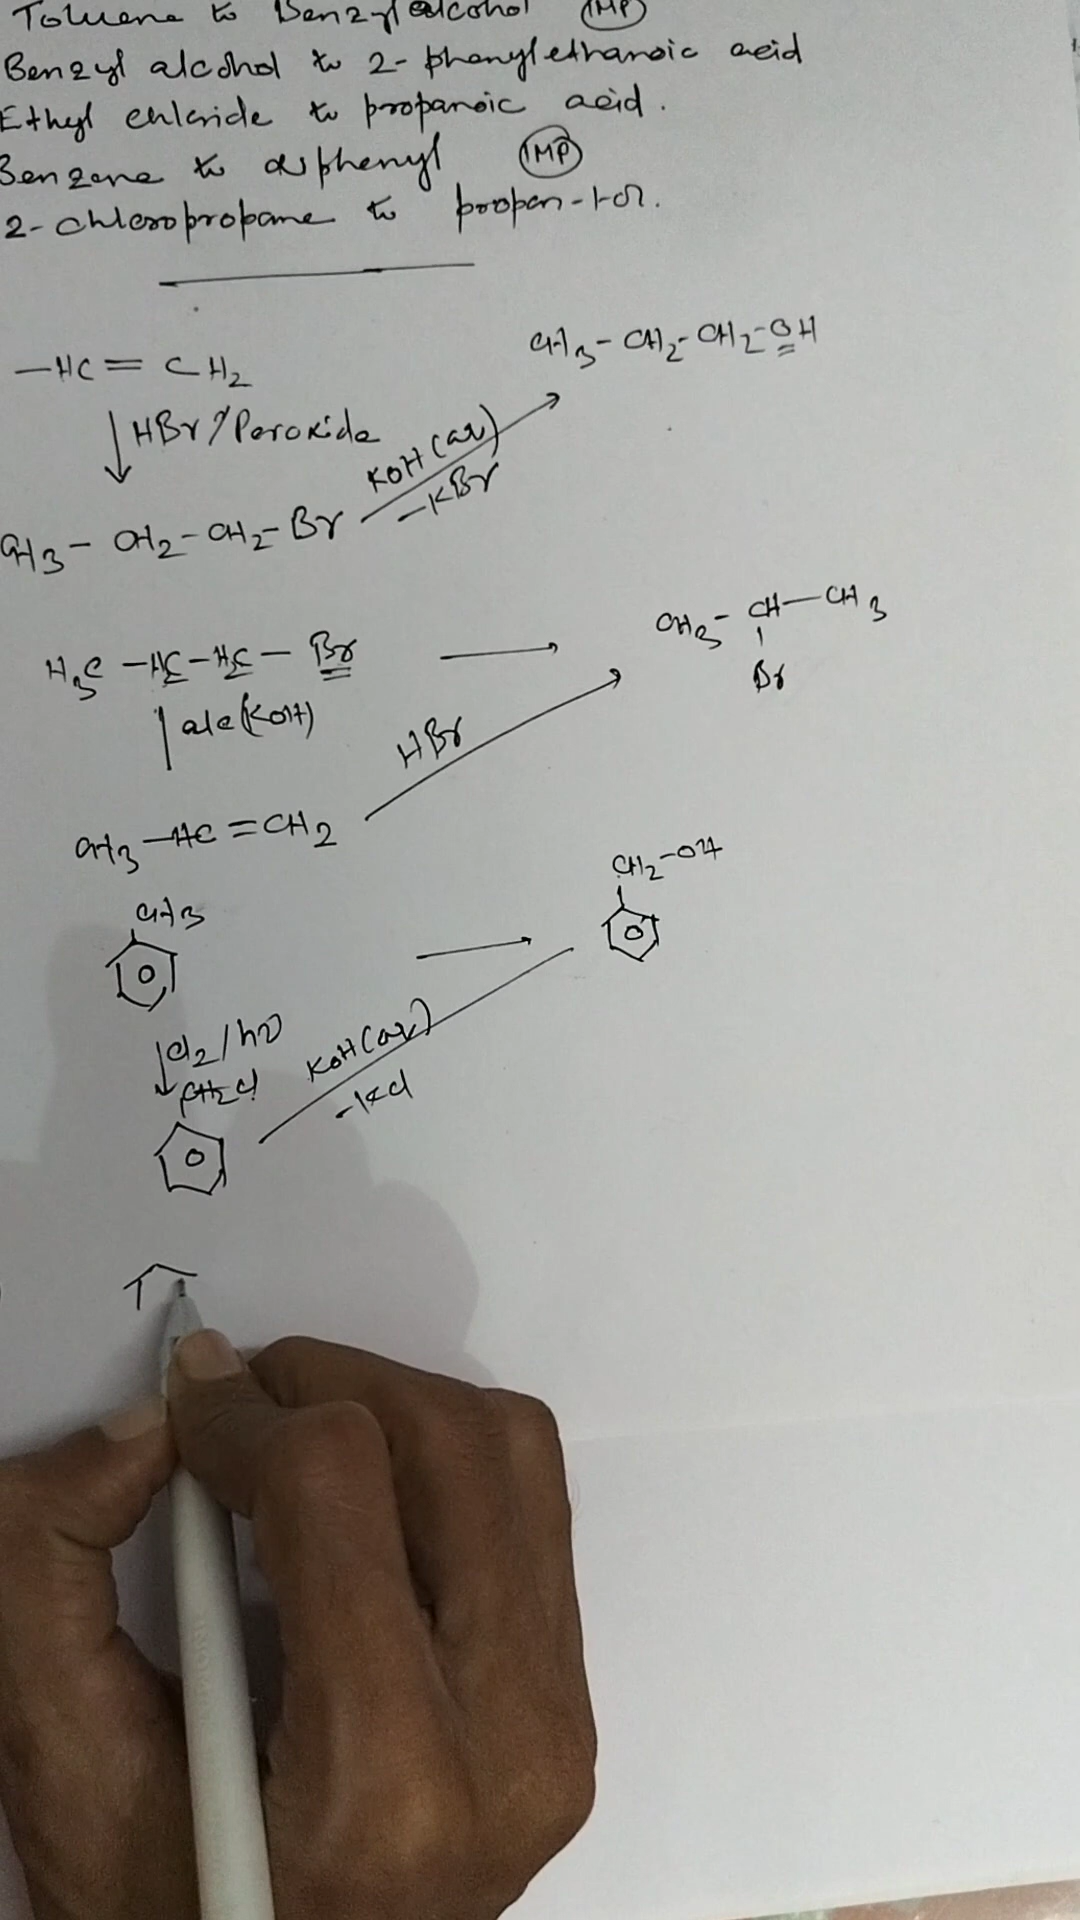 Toluene to Benzyl alcohol IMP
Benzyl alcohol to 2-phenylethanoic acid
Ethyl chloride to propanoic acid.
Benzene to diphenyl IMP
2-chloropropane to propan-1-ol.
CH3-CH2-CH2-OH
-HC=CH2
HBr/Peroxide
KOH(aq)
-KBr
CH3-CH2-CH2-Br
CH3-CH-CH3
Br
H3C-HC-HC-Br
alc(KOH)
HBr
CH3-HC=CH2
CH2-OH
CH3
Cl2/hν
KOH(aq)
CH2Cl
-KCl